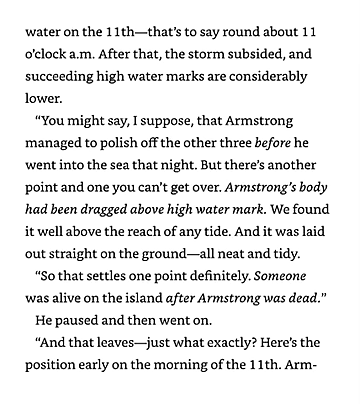 water on the 11th—that's to say round about 11
o'clock a.m. After that, the storm subsided, and
succeeding high water marks are considerably
lower.
“You might say, I suppose, that Armstrong
managed to polish off the other three before he
went into the sea that night. But there's another
point and one you can't get over. Armstrong's body
had been dragged above high water mark. We found
it well above the reach of any tide. And it was laid
out straight on the ground—all neat and tidy.
“So that settles one point definitely. Someone
was alive on the island after Armstrong was dead.”
He paused and then went on.
“And that leaves—just what exactly? Here's the
position early on the morning of the 11th. Arm-